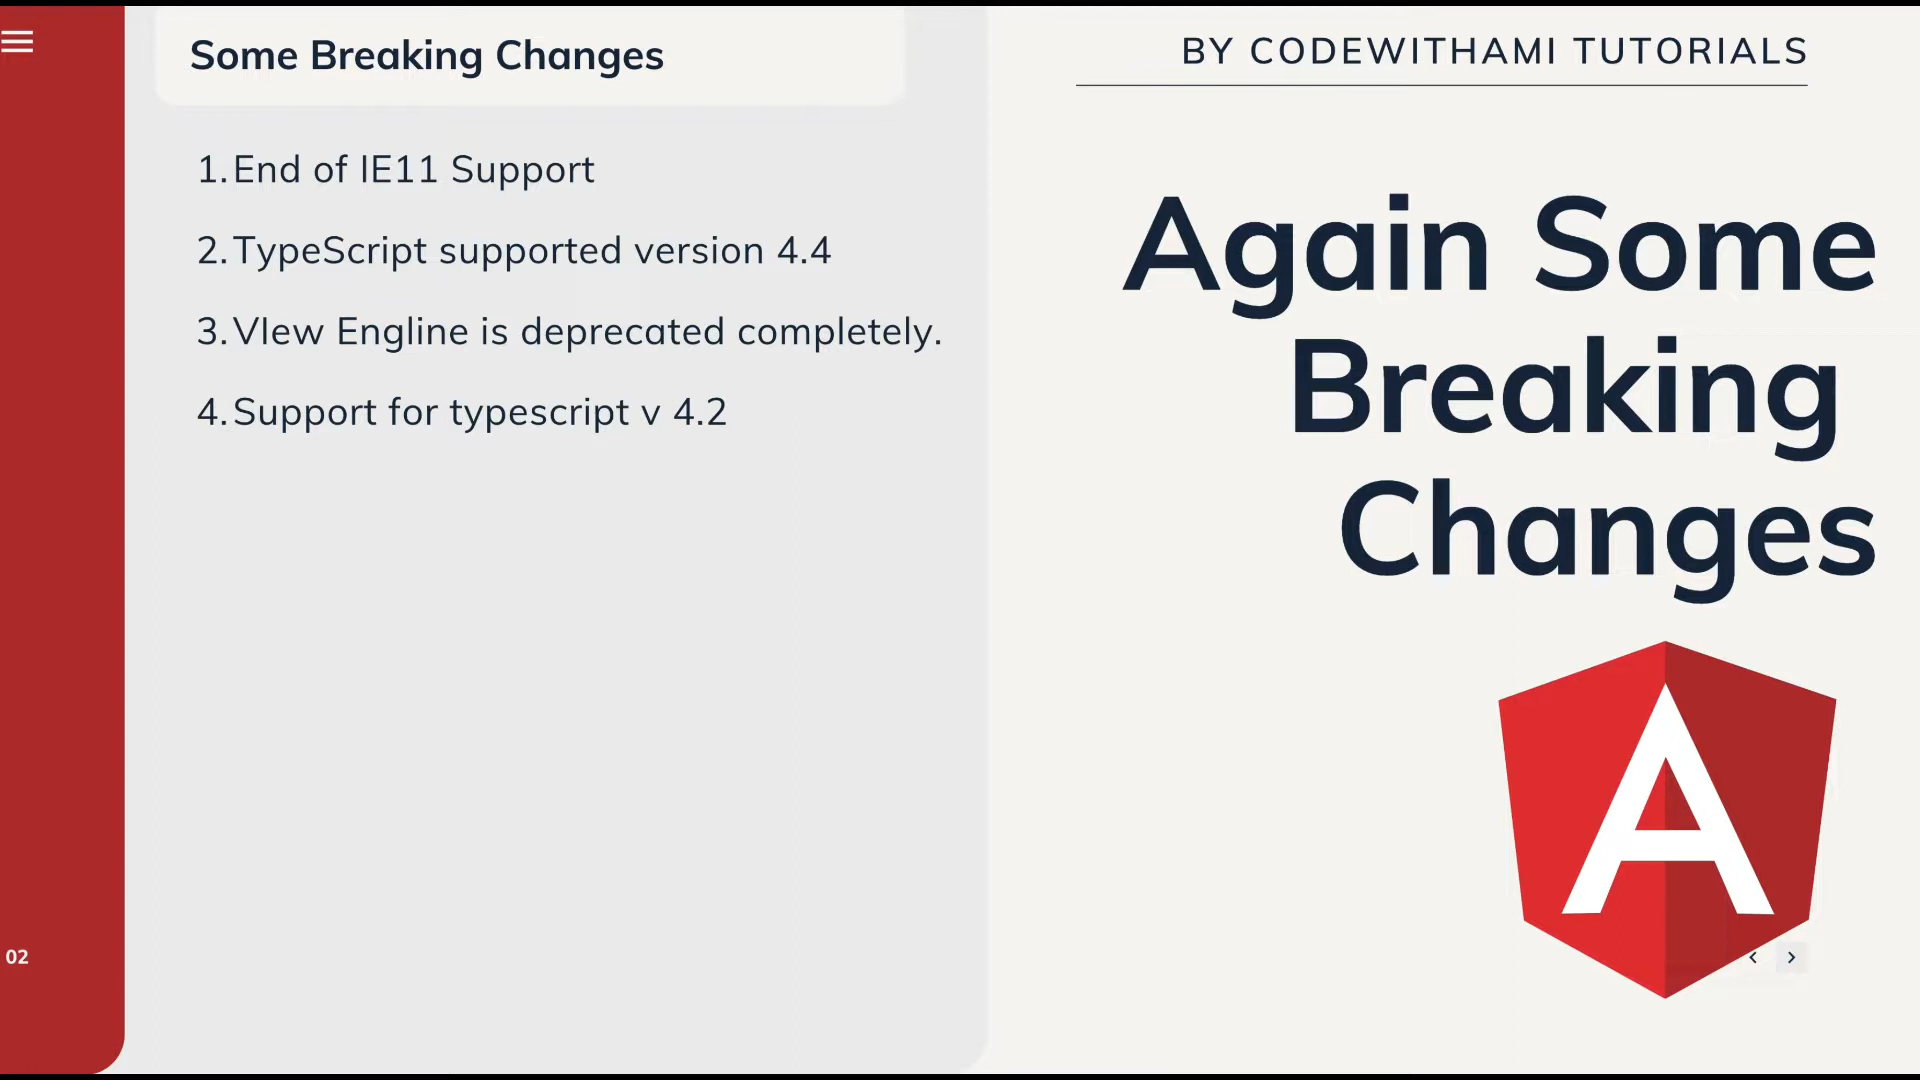 Some Breaking Changes
1. End of IE11 Support
2. TypeScript supported version 4.4
3. VIew Engline is deprecated completely.
4. Support for typescript v 4.2
02
BY CODEWITHAMI TUTORIALS
Again Some
Breaking
Changes